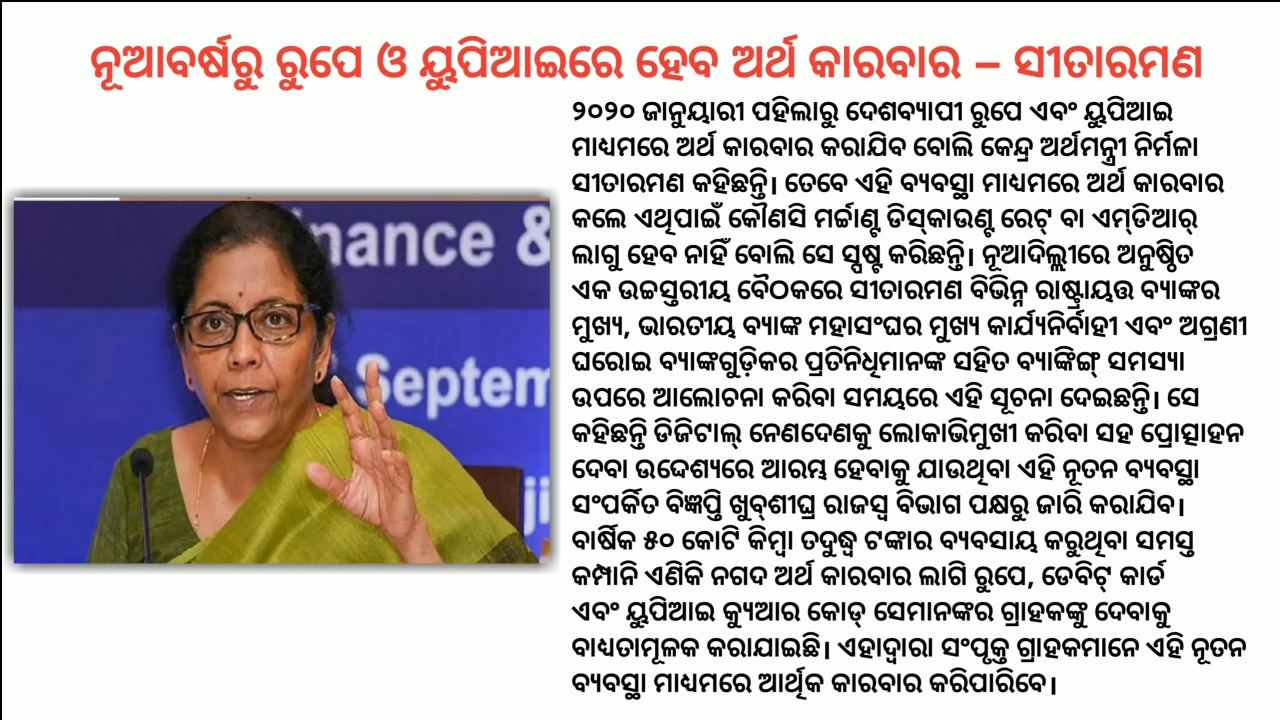 ନୂଆବର୍ଷରୁ ରୁପେ ଓ ୟୁପିଆଇରେ ହେବ ଅର୍ଥ କାରବାର – ସୀତାରମଣ
୨୦୨୦ ଜାନୁୟାରୀ ପହିଲାରୁ ଦେଶବ୍ୟାପୀ ରୁପେ ଏବଂ ୟୁପିଆଇ
ମାଧ୍ୟମରେ ଅର୍ଥ କାରବାର କରାଯିବ ବୋଲି କେନ୍ଦ୍ର ଅର୍ଥମନ୍ତ୍ରୀ ନିର୍ମଳା
ସୀତାରମଣ କହିଛନ୍ତି। ତେବେ ଏହି ବ୍ୟବସ୍ଥା ମାଧ୍ୟମରେ ଅର୍ଥ କାରବାର
କଲେ ଏଥିପାଇଁ କୌଣସି ମର୍ଚ୍ଚାଣ୍ଟ ଡିସ୍‌କାଉଣ୍ଟ ରେଟ୍ ବା ଏମ୍‌ଡିଆର୍
ଲାଗୁ ହେବ ନାହିଁ ବୋଲି ସେ ସ୍ପଷ୍ଟ କରିଛନ୍ତି। ନୂଆଦିଲ୍ଲୀରେ ଅନୁଷ୍ଠିତ
ଏକ ଉଚ୍ଚସ୍ତରୀୟ ବୈଠକରେ ସୀତାରମଣ ବିଭିନ୍ନ ରାଷ୍ଟ୍ରାୟତ୍ତ ବ୍ୟାଙ୍କର
ମୁଖ୍ୟ, ଭାରତୀୟ ବ୍ୟାଙ୍କ ମହାସଂଘର ମୁଖ୍ୟ କାର୍ଯ୍ୟନିର୍ବାହୀ ଏବଂ ଅଗ୍ରଣୀ
ଘରୋଇ ବ୍ୟାଙ୍କଗୁଡ଼ିକର ପ୍ରତିନିଧିମାନଙ୍କ ସହିତ ବ୍ୟାଙ୍କିଙ୍ଗ୍ ସମସ୍ୟା
ଉପରେ ଆଲୋଚନା କରିବା ସମୟରେ ଏହି ସୂଚନା ଦେଇଛନ୍ତି। ସେ
କହିଛନ୍ତି ଡିଜିଟାଲ୍ ନେଣଦେଣକୁ ଲୋକାଭିମୁଖୀ କରିବା ସହ ପ୍ରୋତ୍ସାହନ
ଦେବା ଉଦ୍ଦେଶ୍ୟରେ ଆରମ୍ଭ ହେବାକୁ ଯାଉଥିବା ଏହି ନୂତନ ବ୍ୟବସ୍ଥା
ସଂପର୍କିତ ବିଜ୍ଞପ୍ତି ଖୁବ୍‌ଶୀଘ୍ର ରାଜସ୍ୱ ବିଭାଗ ପକ୍ଷରୁ ଜାରି କରାଯିବ।
ବାର୍ଷିକ ୫୦ କୋଟି କିମ୍ବା ତଦୁର୍ଦ୍ଧ୍ୱ ଟଙ୍କାର ବ୍ୟବସାୟ କରୁଥିବା ସମସ୍ତ
କମ୍ପାନି ଏଣିକି ନଗଦ ଅର୍ଥ କାରବାର ଲାଗି ରୁପେ, ଡେବିଟ୍ କାର୍ଡ
ଏବଂ ୟୁପିଆଇ କ୍ୟୁଆର କୋଡ୍ ସେମାନଙ୍କର ଗ୍ରାହକଙ୍କୁ ଦେବାକୁ
ବାଧ୍ୟତାମୂଳକ କରାଯାଇଛି। ଏହାଦ୍ୱାରା ସଂପୃକ୍ତ ଗ୍ରାହକମାନେ ଏହି ନୂତନ
ବ୍ୟବସ୍ଥା ମାଧ୍ୟମରେ ଆର୍ଥିକ କାରବାର କରିପାରିବେ।
inance &
Septem
ji